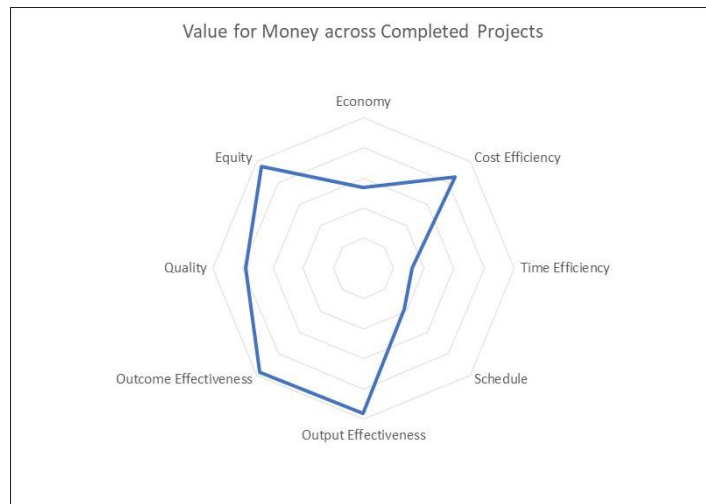 Value for Money across Completed Projects
Economy
Equity
Cost Efficiency
Quality
Time Efficiency
Outcome Effectiveness
Schedule
Output Effectiveness